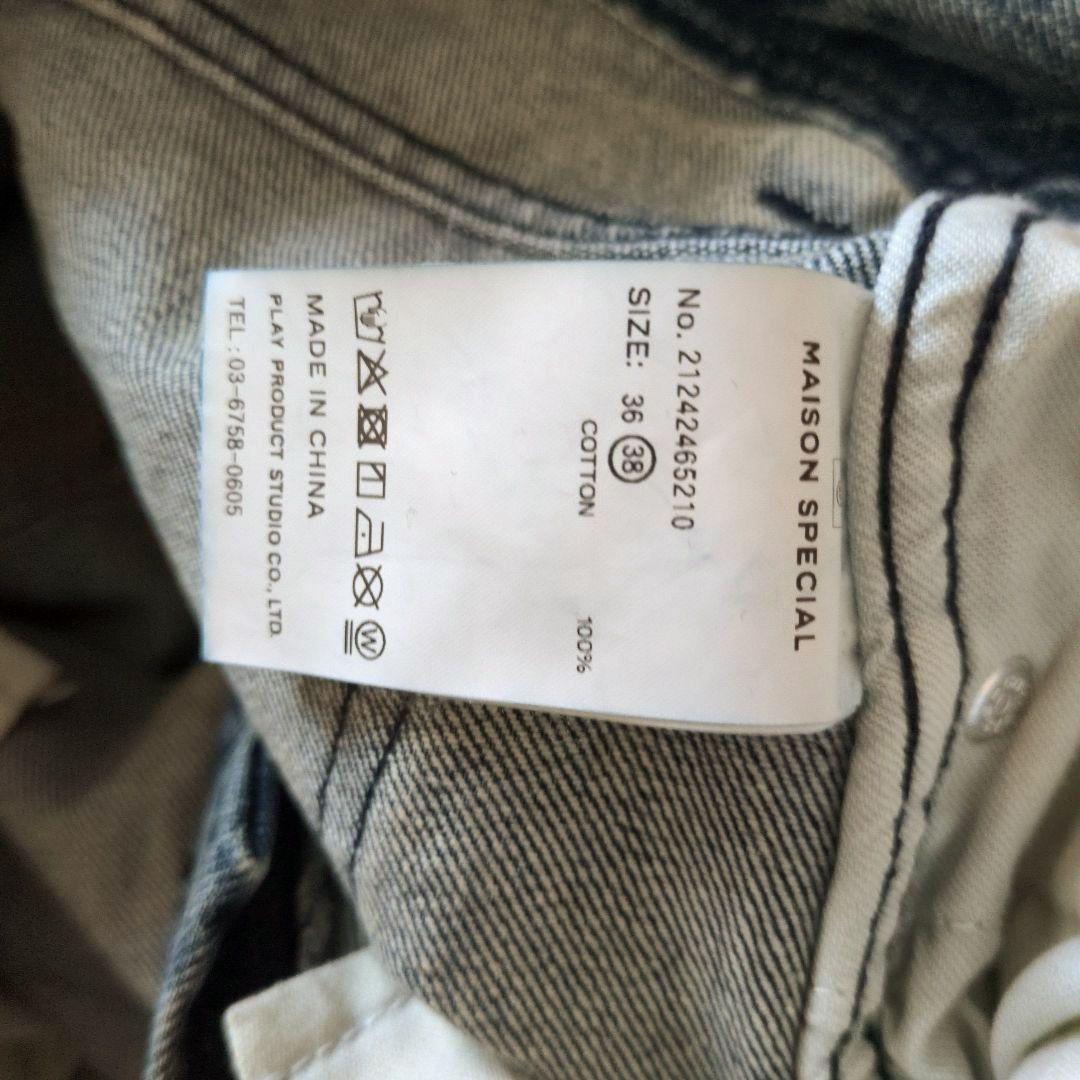 MAISON SPECIAL
No. 21242465210
SIZE: 36 38
COTTON 100%
W
MADE IN CHINA
PLAY PRODUCT STUDIO CO., LTD.
TEL:03-6758-0605